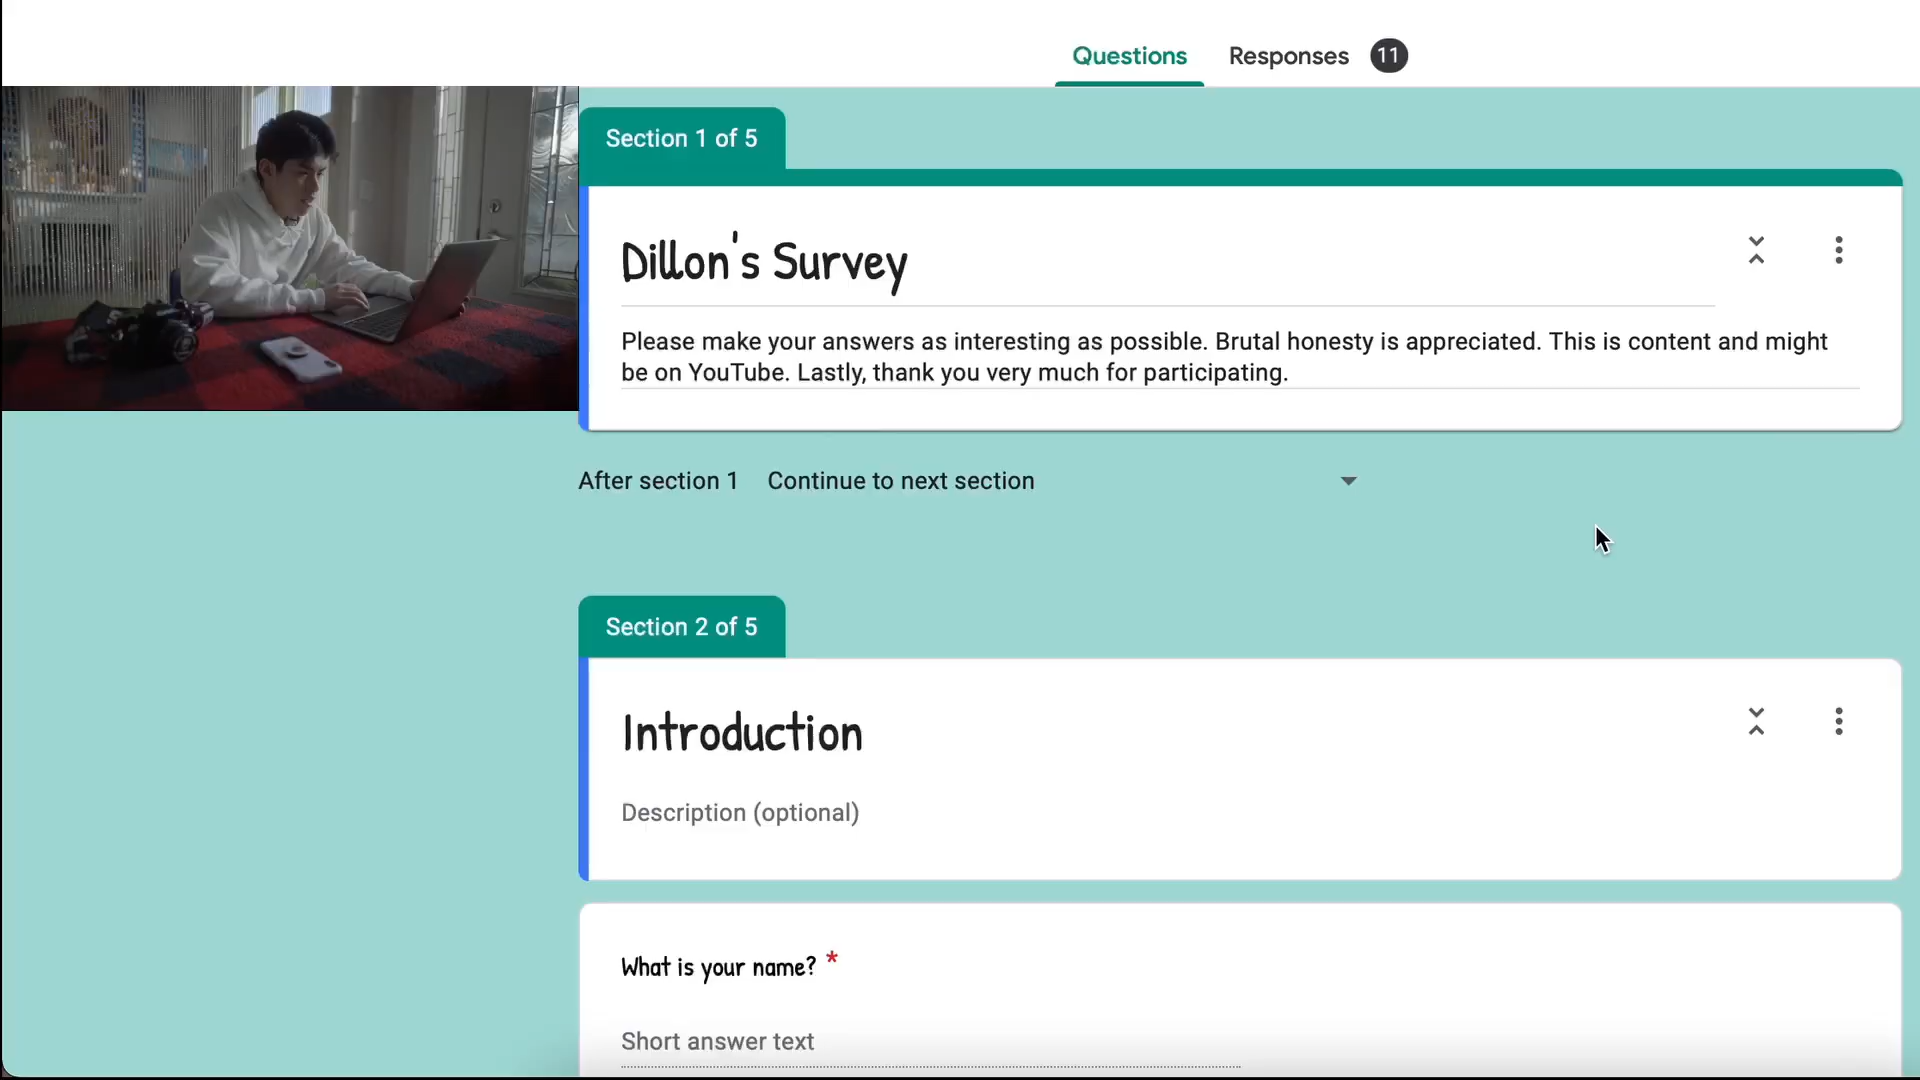 Questions Responses 11
Section 1 of 5
Dillon's Survey
Please make your answers as interesting as possible. Brutal honesty is appreciated. This is content and might
be on YouTube. Lastly, thank you very much for participating.
After section 1 Continue to next section
Section 2 of 5
Introduction
Description (optional)
What is your name? *
Short answer text